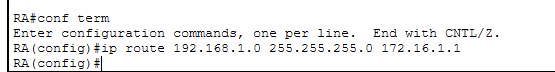 RA#conf term
Enter configuration commands, one per line.  End with CNTL/Z.
RA(config)#ip route 192.168.1.0 255.255.255.0 172.16.1.1
RA(config)#